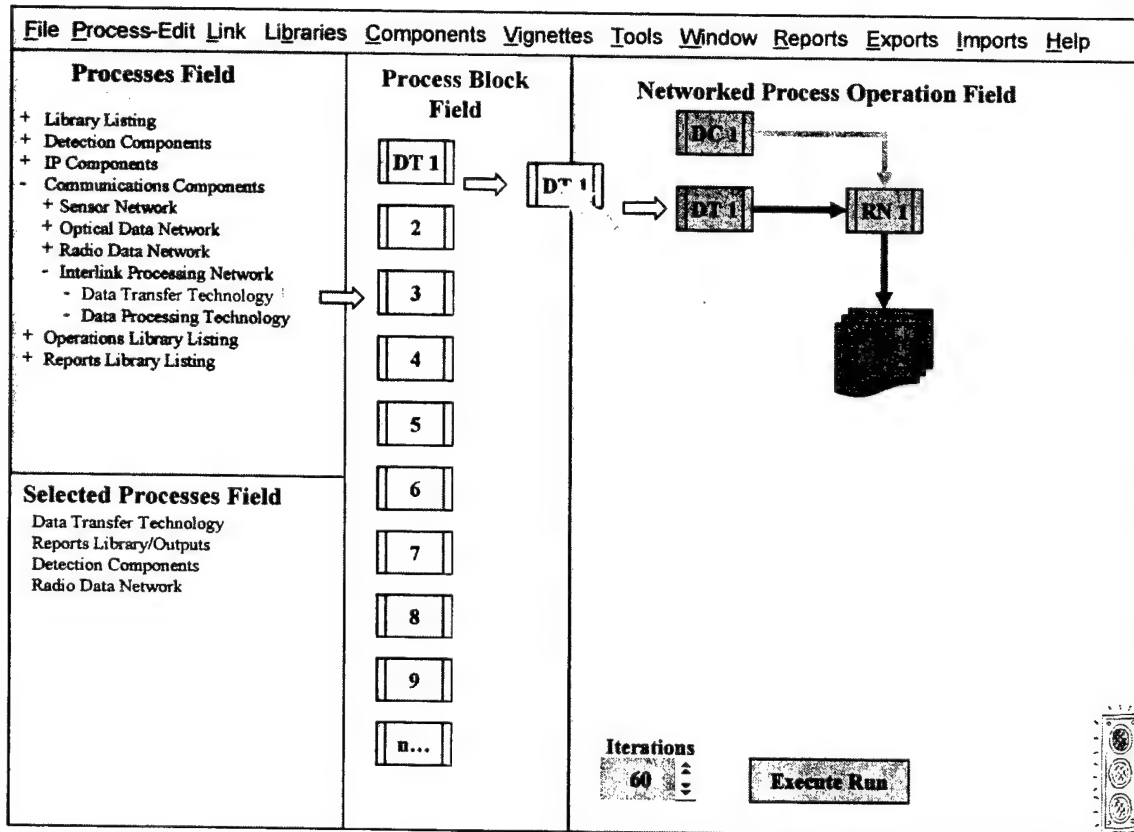 File Process-Edit Link Libraries Components Vignettes Tools Window Reports Exports Imports Help
Processes Field
+ Library Listing
+ Detection Components
+ IP Components
- Communications Components
+ Sensor Network
+ Optical Data Network
+ Radio Data Network
- Interlink Processing Network
- Data Transfer Technology
- Data Processing Technology
+ Operations Library Listing
+ Reports Library Listing
Selected Processes Field
Data Transfer Technology
Reports Library/Outputs
Detection Components
Radio Data Network
Process Block
Field
DT 1
2
3
4
5
6
7
8
9
n...
DT 1
Networked Process Operation Field
DC 1
DT 1
RN 1
Iterations
60
Execute Run